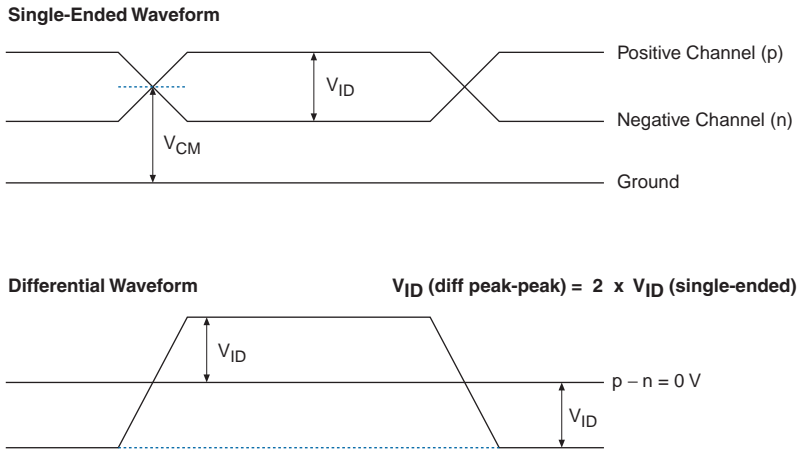 Single-Ended Waveform
Positive Channel (p)
VID
Negative Channel (n)
VCM
Ground
Differential Waveform
VID (diff peak-peak) = 2 x VID (single-ended)
VID
p − n = 0 V
VID